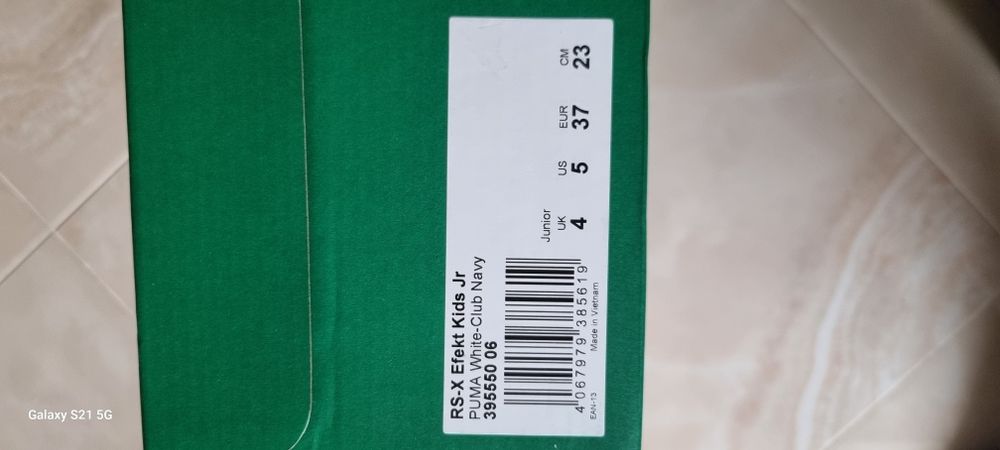 RS-X Efekt Kids Jr
PUMA White-Club Navy
395550 06
Junior
UK US EUR CM
4 5 37 23
4 067979 385619
EAN-13 Made in Vietnam
Galaxy S21 5G